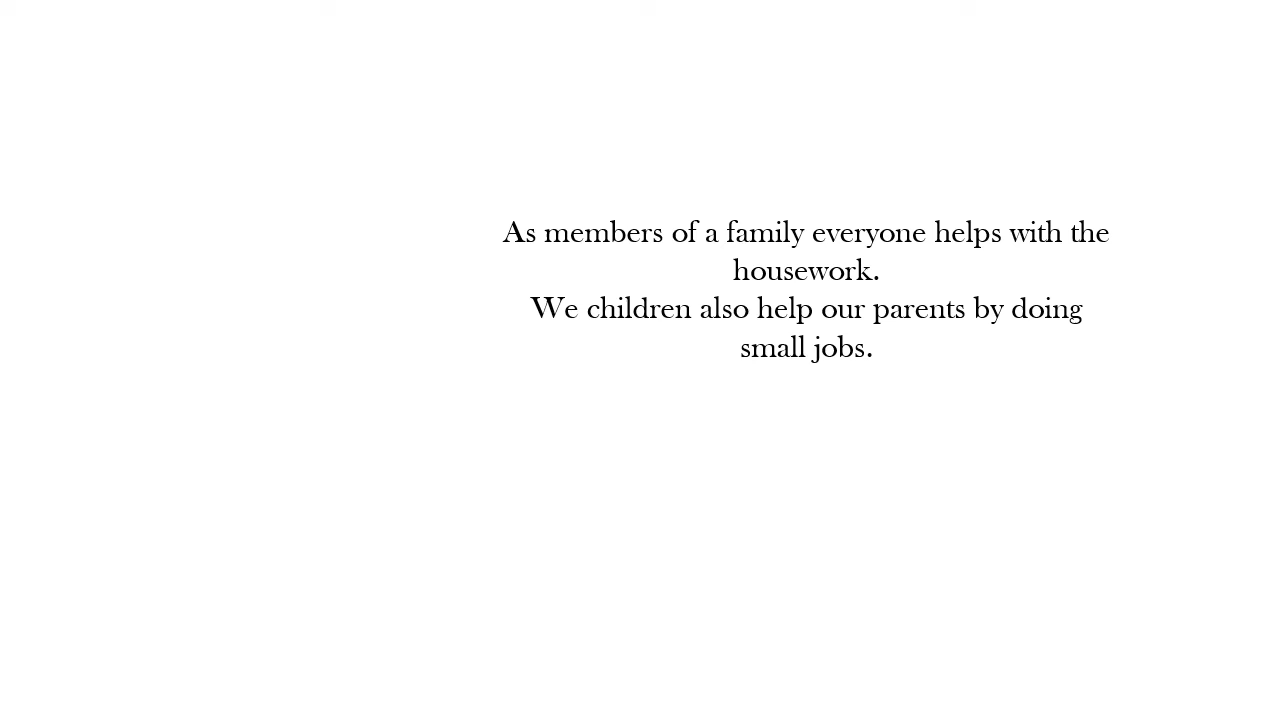 As members of a family everyone helps with the
housework.
We children also help our parents by doing
small jobs.